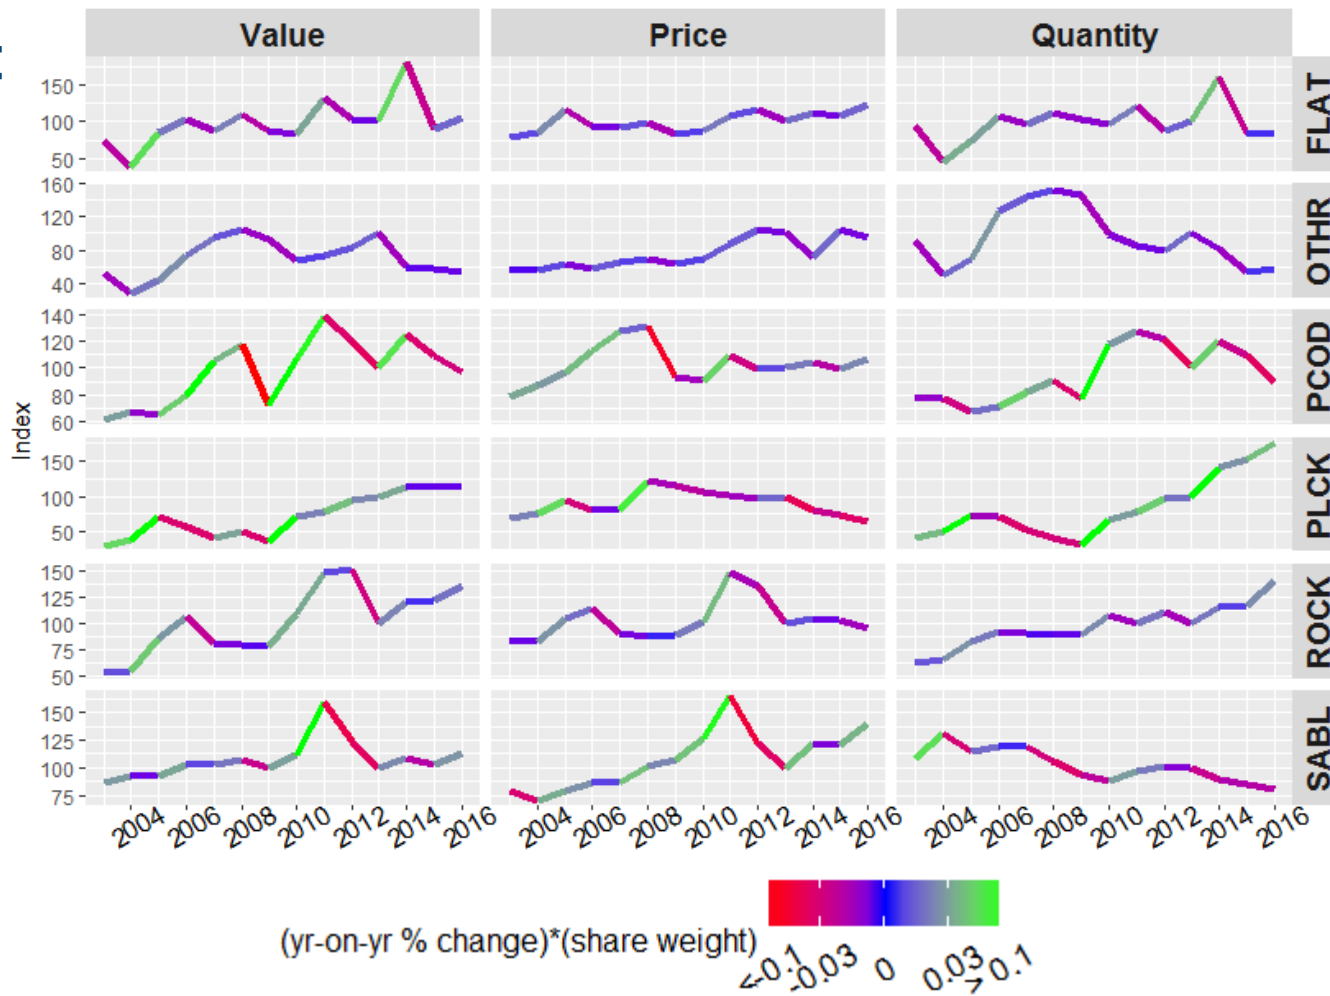 Value Price Quantity
150
100
50
FLAT
160
120
80
40
OTHR
140
120
100
80
60
PCOD
Index
150
100
50
PLCK
150
125
100
75
50
ROCK
150
125
100
75
SABL
2004 2006 2008 2010 2012 2014 2016 2004 2006 2008 2010 2012 2014 2016 2004 2006 2008 2010 2012 2014 2016
(yr-on-yr % change)*(share weight)
<-0.1 -0.03 0 0.03 > 0.1